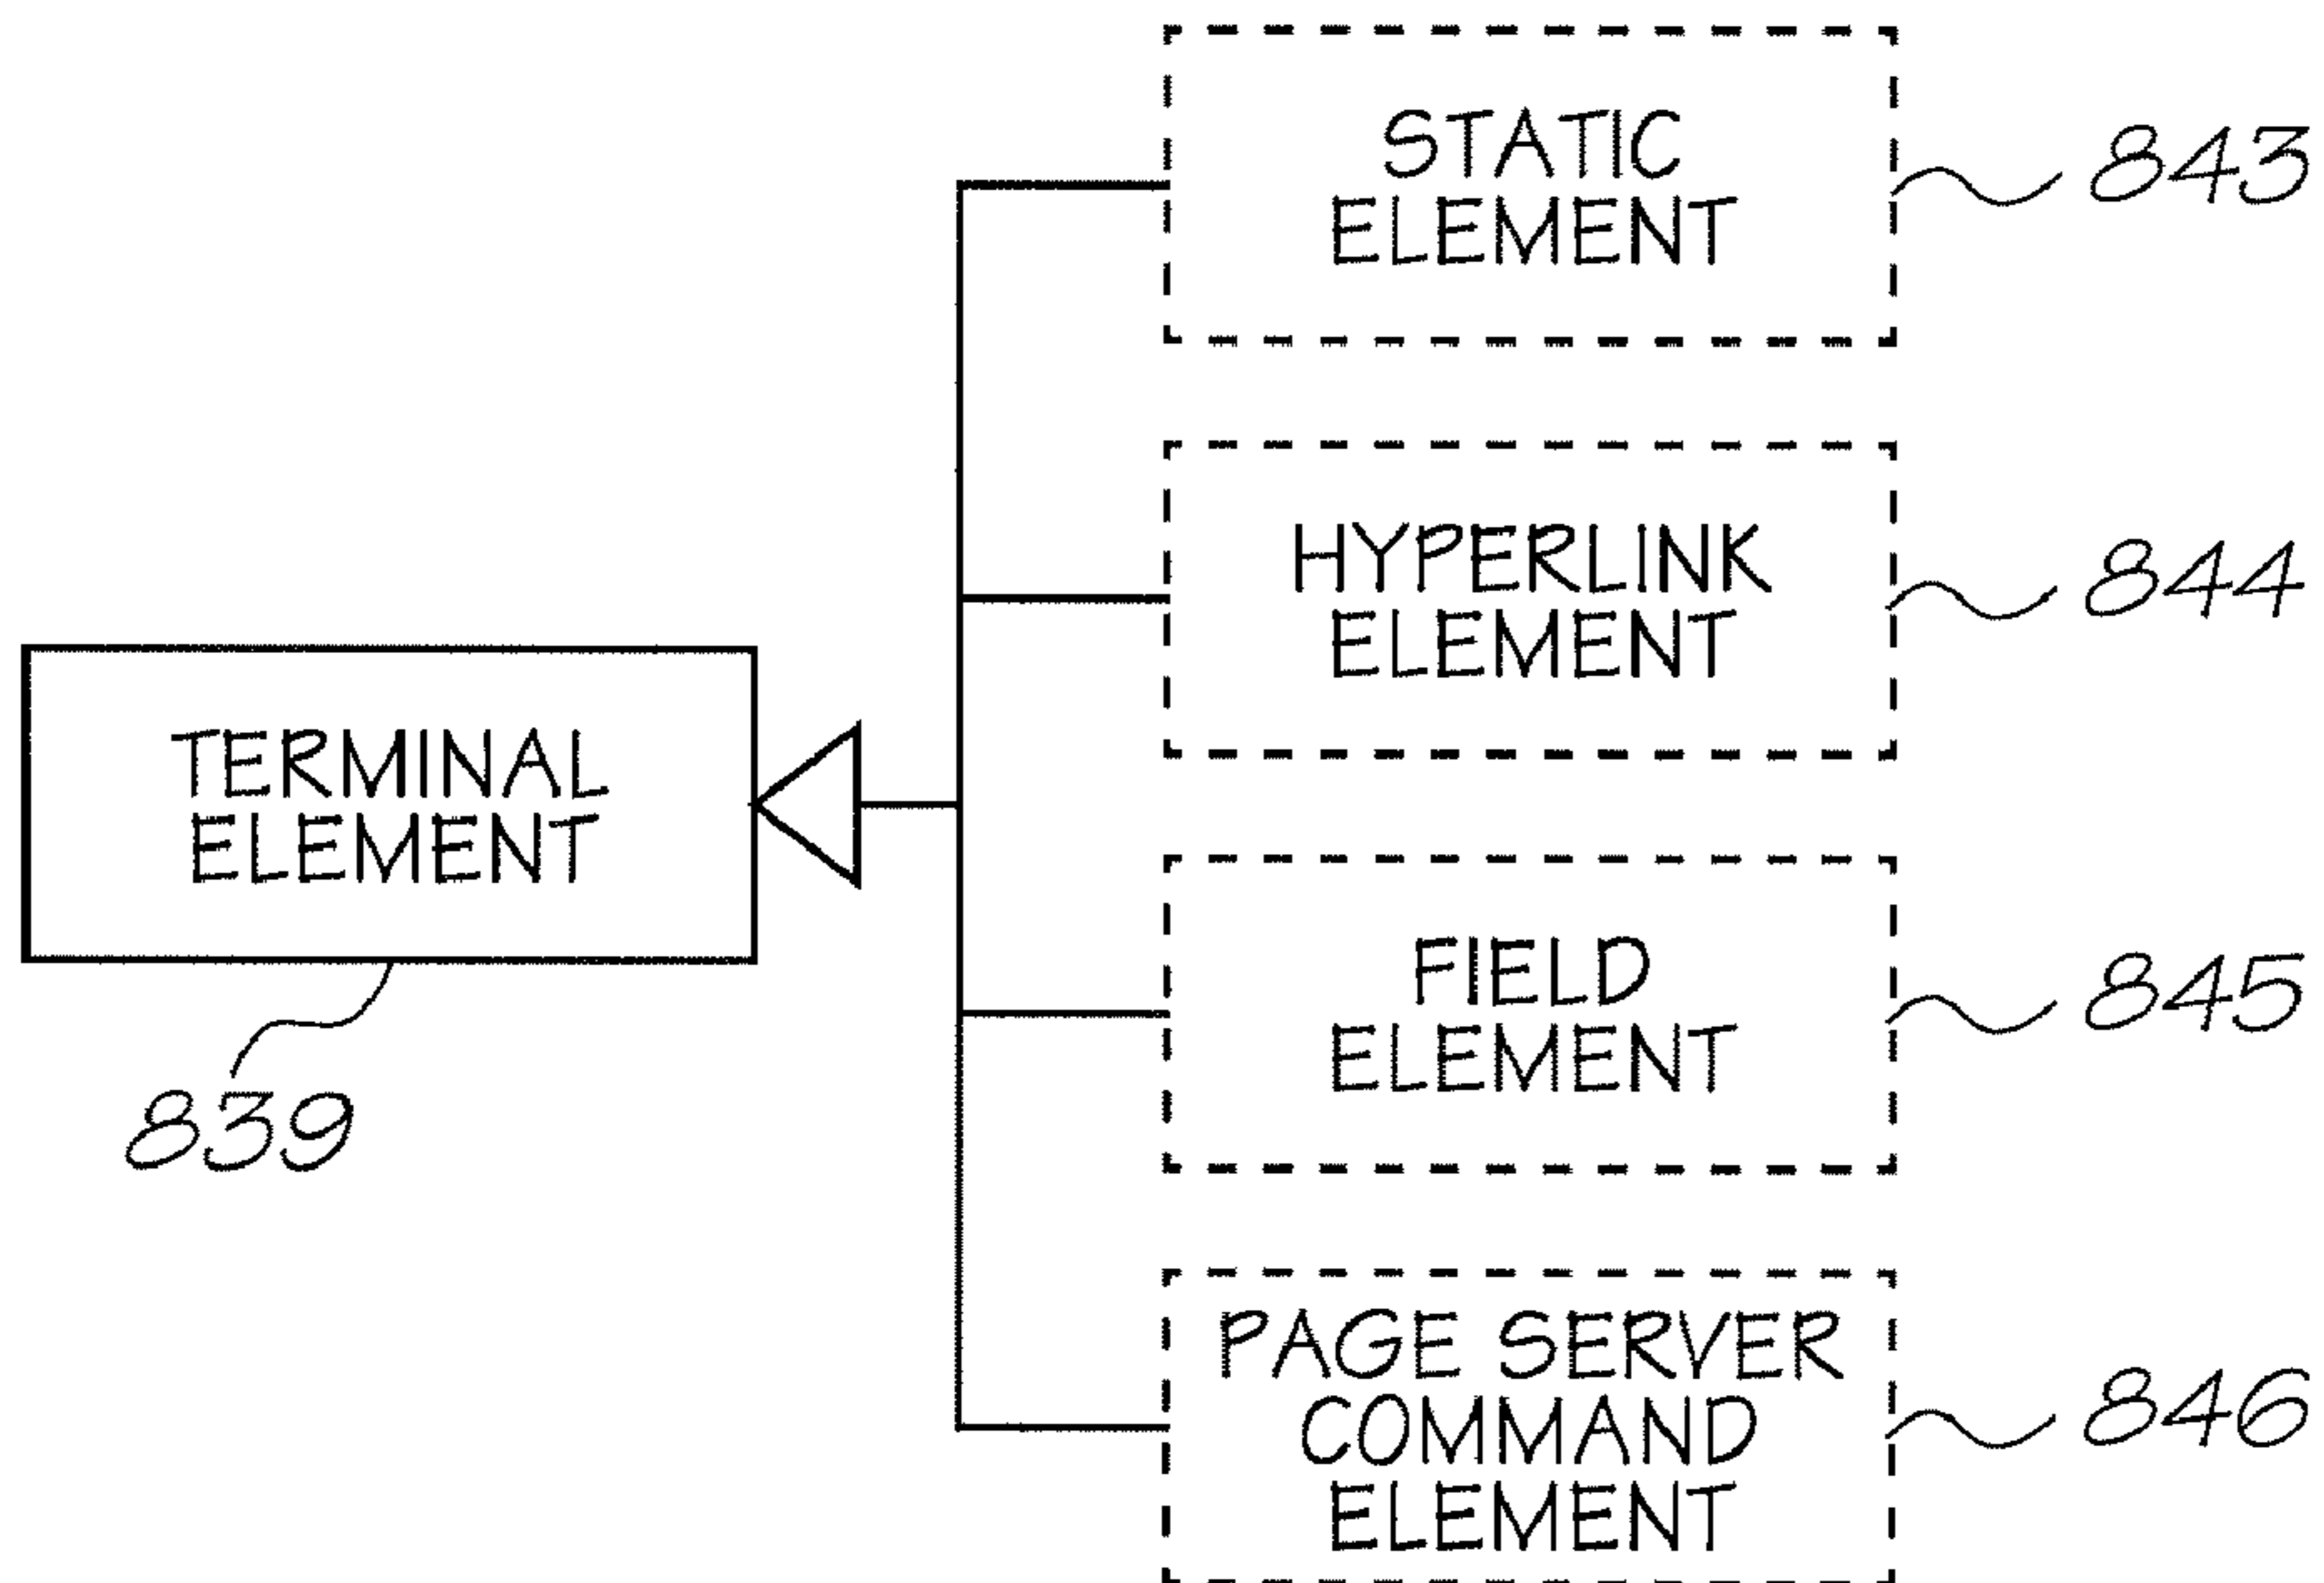 STATIC
ELEMENT
843
HYPERLINK
ELEMENT
844
TERMINAL
ELEMENT
839
FIELD
ELEMENT
845
PAGE SERVER
COMMAND
ELEMENT
846